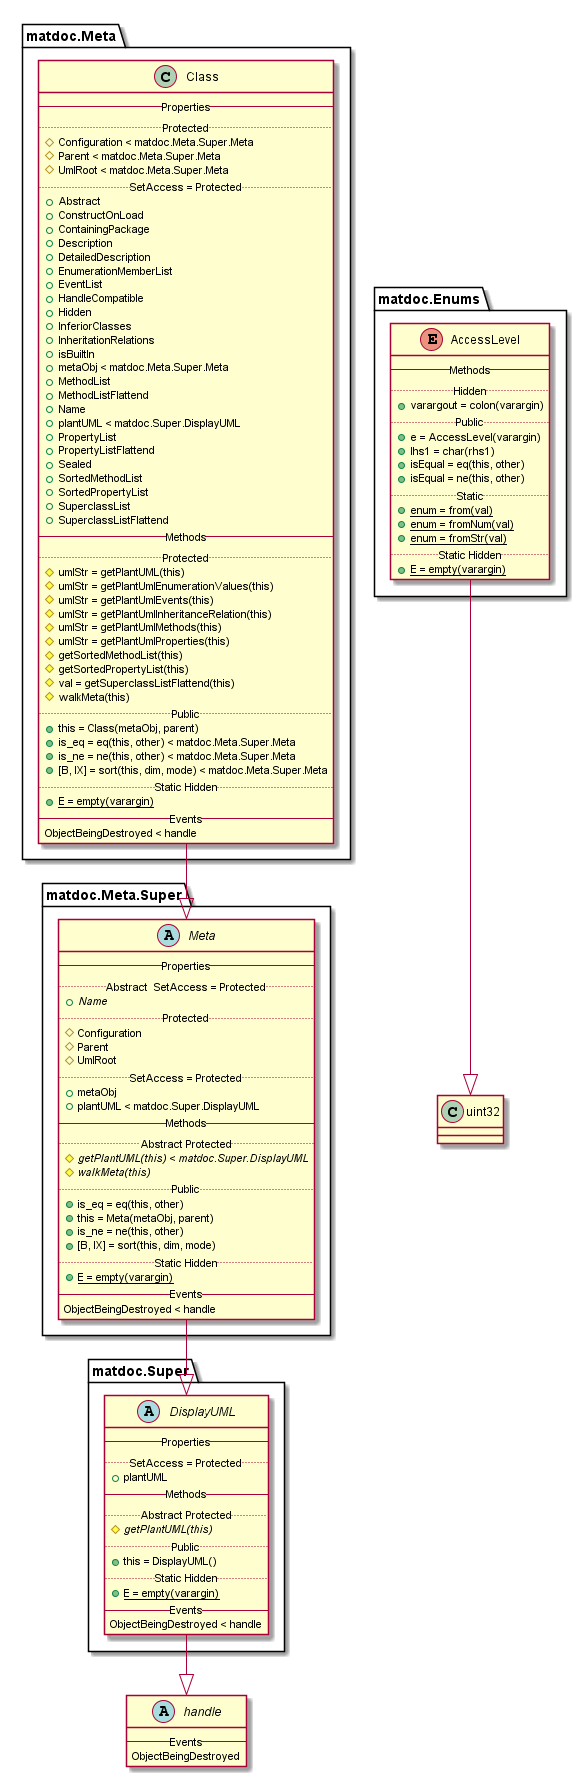 matdoc.Meta
C Class
Properties
Protected
Configuration < matdoc.Meta.Super.Meta
Parent < matdoc.Meta.Super.Meta
UmlRoot < matdoc.Meta.Super.Meta
SetAccess = Protected
Abstract
ConstructOnLoad
ContainingPackage
Description
DetailedDescription
EnumerationMemberList
EventList
HandleCompatible
Hidden
InferiorClasses
InheritationRelations
isBuiltIn
metaObj < matdoc.Meta.Super.Meta
MethodList
MethodListFlattend
Name
plantUML < matdoc.Super.DisplayUML
PropertyList
PropertyListFlattend
Sealed
SortedMethodList
SortedPropertyList
SuperclassList
SuperclassListFlattend
Methods
Protected
umlStr = getPlantUML(this)
umlStr = getPlantUmlEnumerationValues(this)
umlStr = getPlantUmlEvents(this)
umlStr = getPlantUmlInheritanceRelation(this)
umlStr = getPlantUmlMethods(this)
umlStr = getPlantUmlProperties(this)
getSortedMethodList(this)
getSortedPropertyList(this)
val = getSuperclassListFlattend(this)
walkMeta(this)
Public
this = Class(metaObj, parent)
is_eq = eq(this, other) < matdoc.Meta.Super.Meta
is_ne = ne(this, other) < matdoc.Meta.Super.Meta
[B, IX] = sort(this, dim, mode) < matdoc.Meta.Super.Meta
Static Hidden
E = empty(varargin)
Events
ObjectBeingDestroyed < handle
matdoc.Enums
E AccessLevel
Methods
Hidden
varargout = colon(varargin)
Public
e = AccessLevel(varargin)
lhs1 = char(rhs1)
isEqual = eq(this, other)
isEqual = ne(this, other)
Static
enum = from(val)
enum = fromNum(val)
enum = fromStr(val)
Static Hidden
E = empty(varargin)
matdoc.Meta.Super
A Meta
Properties
Abstract SetAccess = Protected
Name
Protected
Configuration
Parent
UmlRoot
SetAccess = Protected
metaObj
plantUML < matdoc.Super.DisplayUML
Methods
Abstract Protected
getPlantUML(this) < matdoc.Super.DisplayUML
walkMeta(this)
Public
is_eq = eq(this, other)
this = Meta(metaObj, parent)
is_ne = ne(this, other)
[B, IX] = sort(this, dim, mode)
Static Hidden
E = empty(varargin)
Events
ObjectBeingDestroyed < handle
C uint32
matdoc.Super
A DisplayUML
Properties
SetAccess = Protected
plantUML
Methods
Abstract Protected
getPlantUML(this)
Public
this = DisplayUML()
Static Hidden
E = empty(varargin)
Events
ObjectBeingDestroyed < handle
A handle
Events
ObjectBeingDestroyed